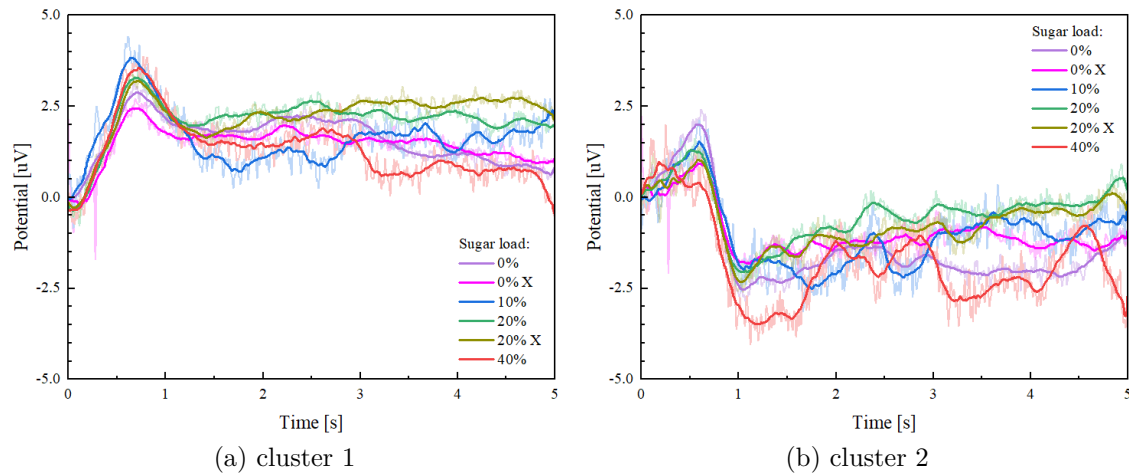 5.0
2.5
0.0
-2.5
-5.0
Potential [uV]
0 1 2 3 4 5
Time [s]
Sugar load:
0%
0% X
10%
20%
20% X
40%
(a) cluster 1
5.0
2.5
0.0
-2.5
-5.0
Potential [uV]
0 1 2 3 4 5
Time [s]
Sugar load:
0%
0% X
10%
20%
20% X
40%
(b) cluster 2